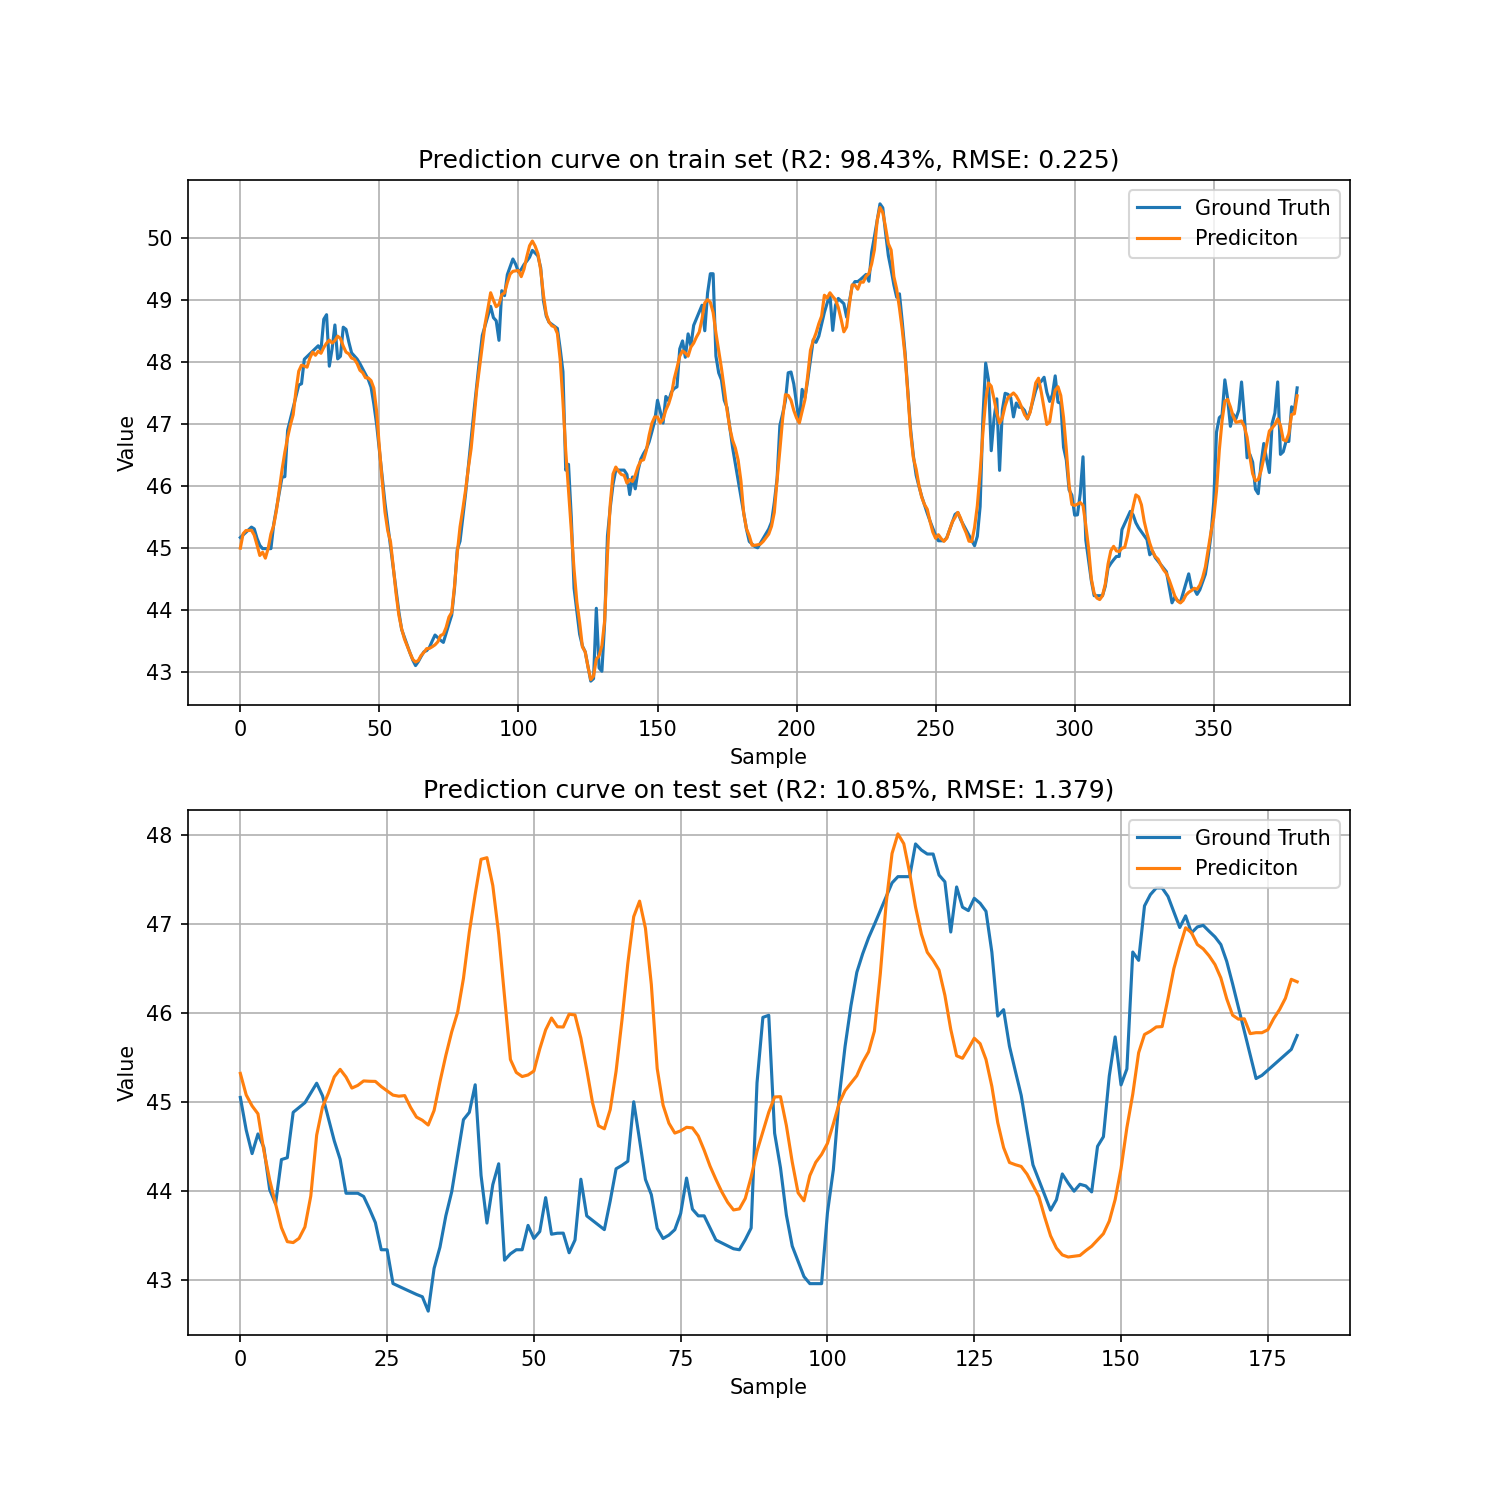 Prediction curve on train set (R2: 98.43%, RMSE: 0.225)
Ground Truth
Prediciton
50
49
48
47
46
45
44
43
Value
0 50 100 150 200 250 300 350
Sample
Prediction curve on test set (R2: 10.85%, RMSE: 1.379)
Ground Truth
Prediciton
48
47
46
45
44
43
Value
0 25 50 75 100 125 150 175
Sample